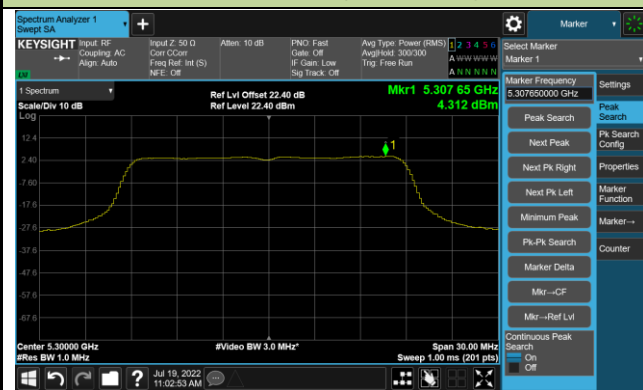 Spectrum Analyzer 1
Swept SA
Marker
KEYSIGHT
Input: RF
Coupling: AC
Align: Auto
Input Z: 50 Ω
Corr CCorr
Freq Ref: Int (S)
NFE: Off
Atten: 10 dB
PNO: Fast
Gate: Off
IF Gain: Low
Sig Track: Off
Avg Type: Power (RMS)
Avg|Hold: 300/300
Trig: Free Run
1 2 3 4 5 6
A W W W W W
A N N N N N
Select Marker
Marker 1
LXI
1 Spectrum
Scale/Div 10 dB
Log
Ref Lvl Offset 22.40 dB
Ref Level 22.40 dBm
Mkr1 5.307 65 GHz
4.312 dBm
12.4
2.40
-7.60
-17.6
-27.6
-37.6
-47.6
-57.6
-67.6
1
Center 5.30000 GHz
#Res BW 1.0 MHz
#Video BW 3.0 MHz*
Span 30.00 MHz
Sweep 1.00 ms (201 pts)
Marker Frequency
5.307650000 GHz
Peak Search
Next Peak
Next Pk Right
Next Pk Left
Minimum Peak
Pk-Pk Search
Marker Delta
Mkr→CF
Mkr→Ref Lvl
Continuous Peak
Search
On
Off
Settings
Peak
Search
Pk Search
Config
Properties
Marker
Function
Marker→
Counter
Jul 19, 2022
11:02:53 AM